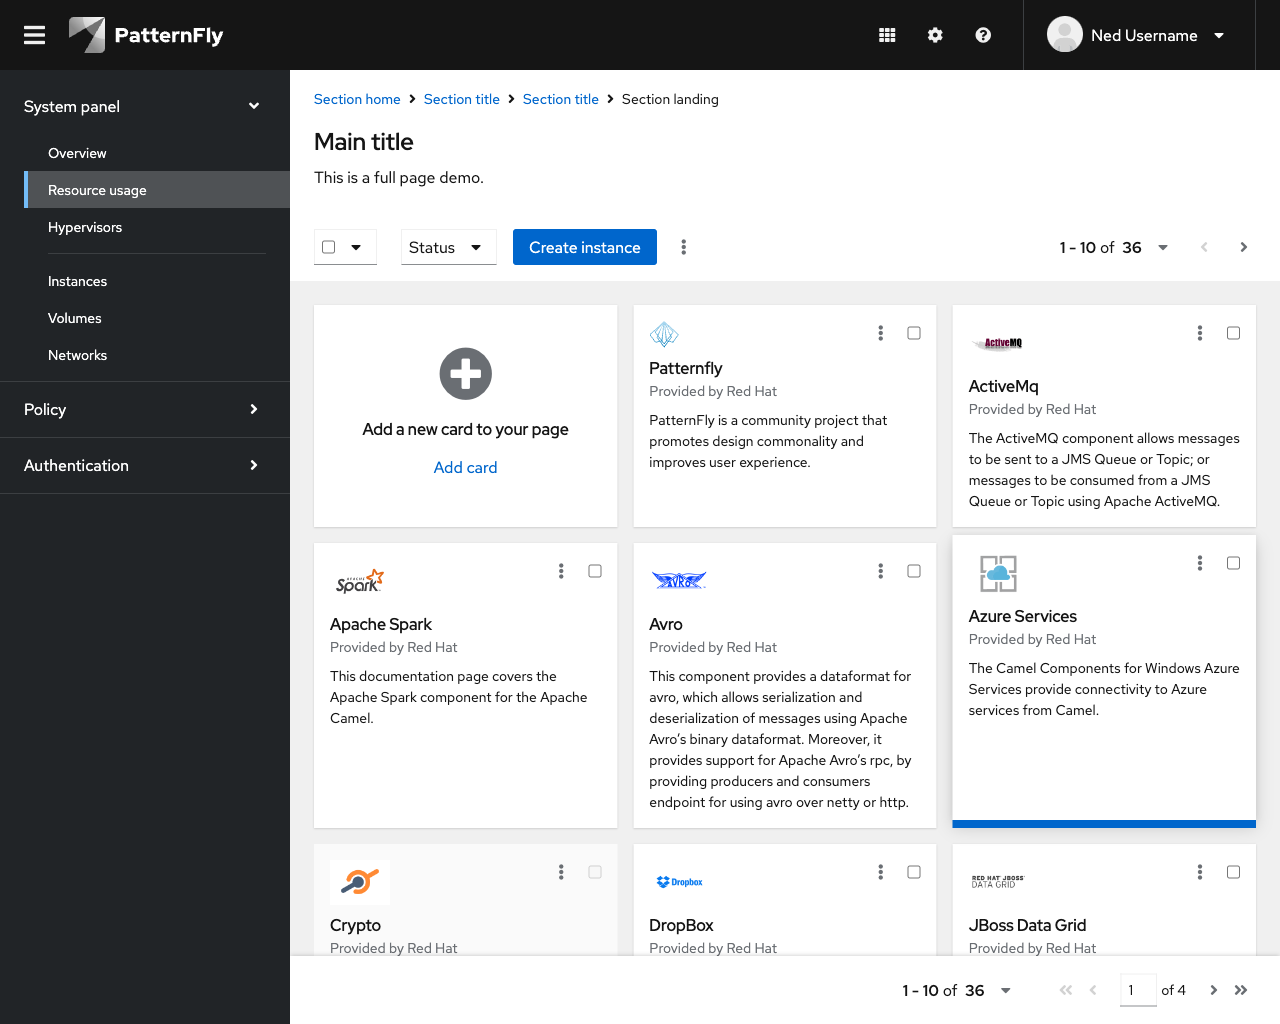 PatternFly
Ned Username
System panel
Overview
Resource usage
Hypervisors
Instances
Volumes
Networks
Policy
Authentication
Section home
Section title
Section title
Section landing
Main title
This is a full page demo.
Status
Create instance
1 - 10 of 36
Add a new card to your page
Add card
Patternfly
Provided by Red Hat
PatternFly is a community project that
promotes design commonality and
improves user experience.
ActiveMQ
ActiveMq
Provided by Red Hat
The ActiveMQ component allows messages
to be sent to a JMS Queue or Topic; or
messages to be consumed from a JMS
Queue or Topic using Apache ActiveMQ.
APACHE
Spark
Apache Spark
Provided by Red Hat
This documentation page covers the
Apache Spark component for the Apache
Camel.
AVRO
Avro
Provided by Red Hat
This component provides a dataformat for
avro, which allows serialization and
deserialization of messages using Apache
Avro’s binary dataformat. Moreover, it
provides support for Apache Avro’s rpc, by
providing producers and consumers
endpoint for using avro over netty or http.
Azure Services
Provided by Red Hat
The Camel Components for Windows Azure
Services provide connectivity to Azure
services from Camel.
Crypto
Provided by Red Hat
Dropbox
DropBox
Provided by Red Hat
RED HAT JBOSS
DATA GRID
JBoss Data Grid
Provided by Red Hat
1 - 10 of 36
1 of 4